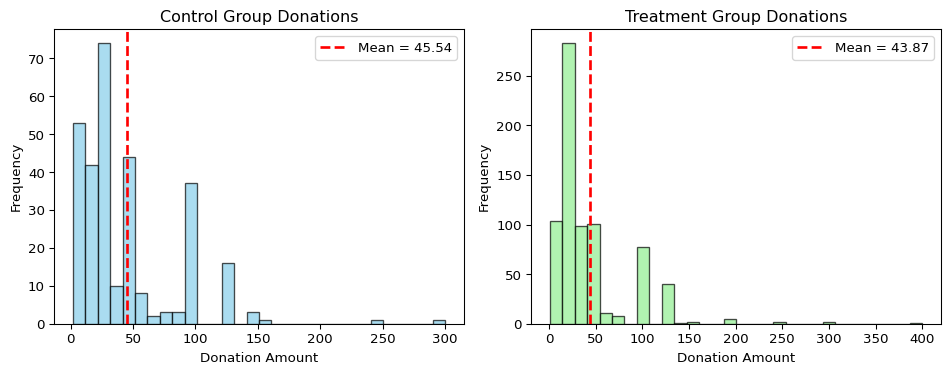 Control Group Donations
Mean = 45.54
Frequency
70
60
50
40
30
20
10
0
0 50 100 150 200 250 300
Donation Amount
Treatment Group Donations
Mean = 43.87
Frequency
250
200
150
100
50
0
0 50 100 150 200 250 300 350 400
Donation Amount